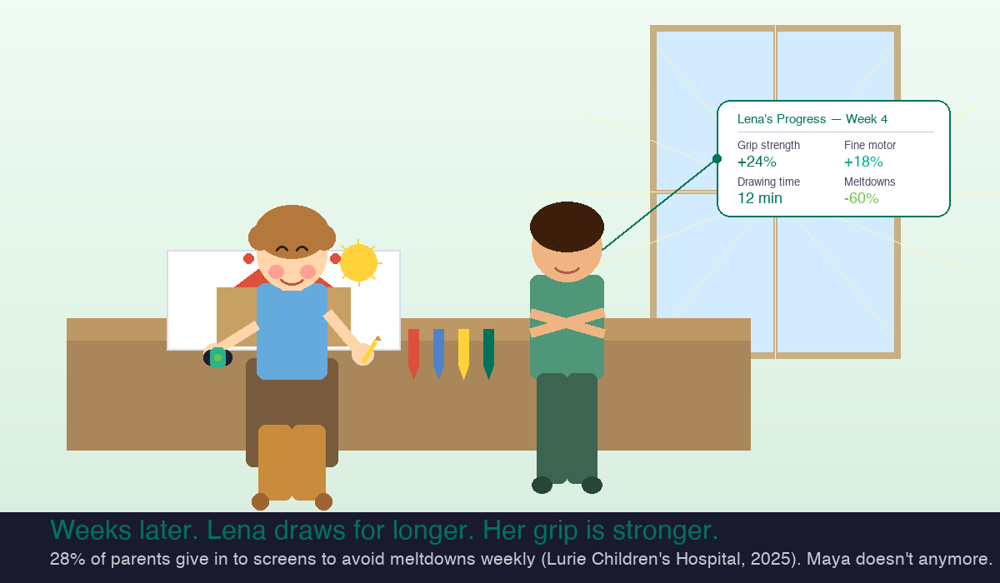 Lena's Progress — Week 4
Grip strength
Fine motor
+24%
+18%
Drawing time
Meltdowns
12 min
-60%
Weeks later. Lena draws for longer. Her grip is stronger.
28% of parents give in to screens to avoid meltdowns weekly (Lurie Children's Hospital, 2025). Maya doesn't anymore.